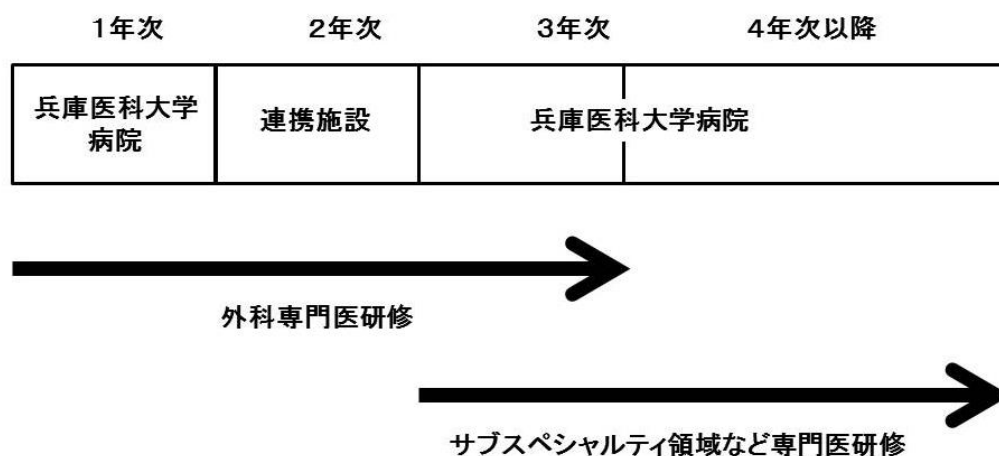 1年次 2年次 3年次 4年次以降
兵庫医科大学
病院
連携施設
兵庫医科大学病院
外科専門医研修
サブスペシャルティ領域など専門医研修